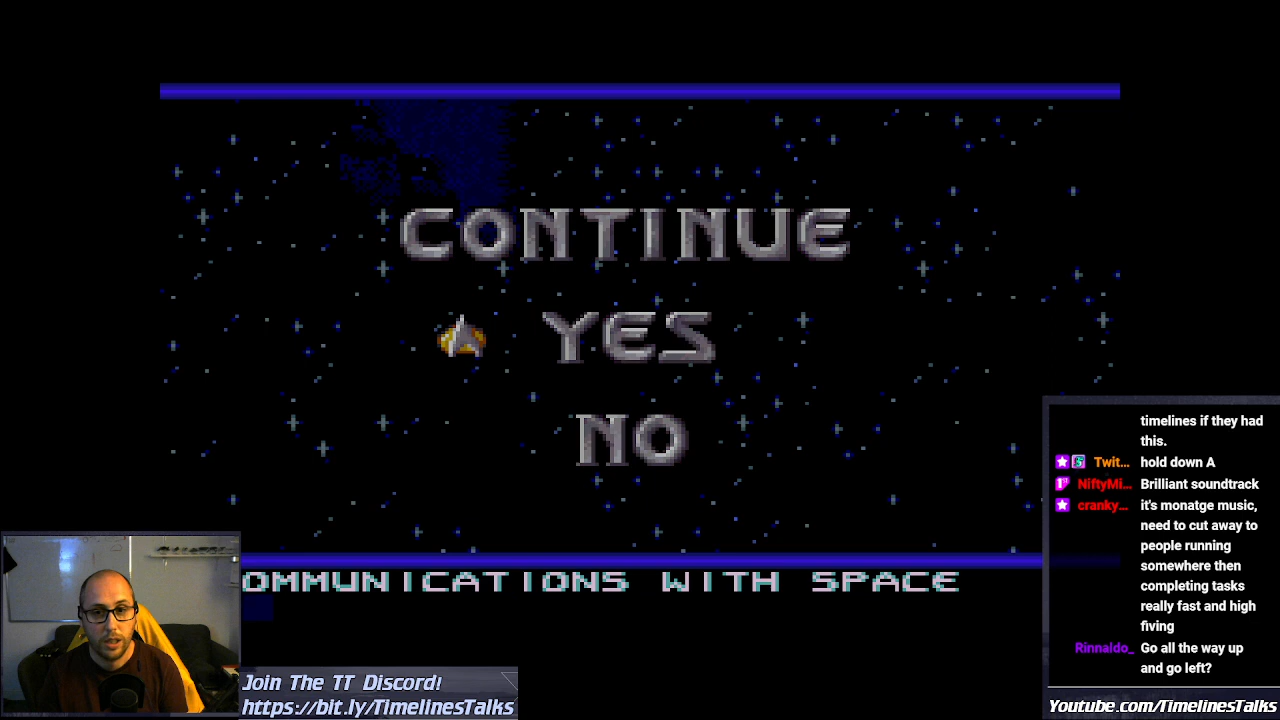 CONTINUE
YES
NO
OMMUNICATIONS WITH SPACE
timelines if they had
this.
Twit... hold down A
NiftyMi... Brilliant soundtrack
cranky... it's monatge music,
need to cut away to
people running
somewhere then
completing tasks
really fast and high
fiving
Rinnaldo_ Go all the way up
and go left?
Join The TT Discord!
https://bit.ly/TimelinesTalks
Youtube.com/TimelinesTalks